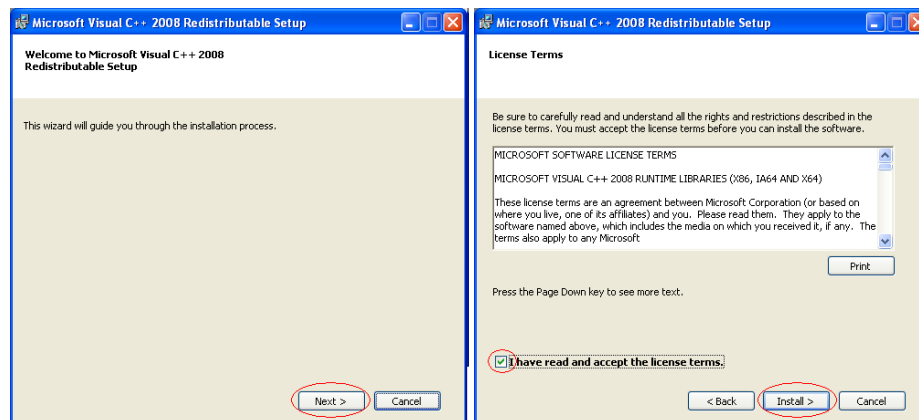 Microsoft Visual C++ 2008 Redistributable Setup
Welcome to Microsoft Visual C++ 2008
Redistributable Setup
This wizard will guide you through the installation process.
Next >
Cancel
Microsoft Visual C++ 2008 Redistributable Setup
License Terms
Be sure to carefully read and understand all the rights and restrictions described in the
license terms. You must accept the license terms before you can install the software.
MICROSOFT SOFTWARE LICENSE TERMS
MICROSOFT VISUAL C++ 2008 RUNTIME LIBRARIES (X86, IA64 AND X64)
These license terms are an agreement between Microsoft Corporation (or based on
where you live, one of its affiliates) and you.  Please read them.  They apply to the
software named above, which includes the media on which you received it, if any.  The
terms also apply to any Microsoft
Print
Press the Page Down key to see more text.
I have read and accept the license terms.
< Back
Install >
Cancel